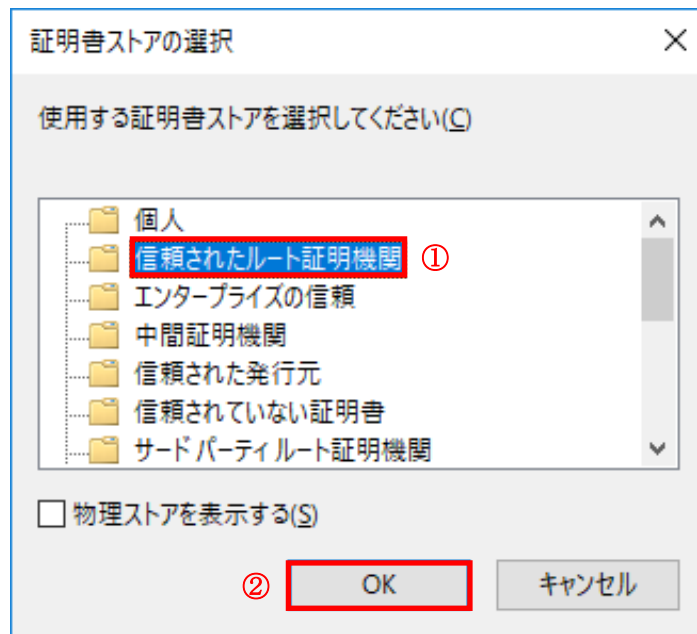 証明書ストアの選択
使用する証明書ストアを選択してください(C)
個人
信頼されたルート証明機関 ①
エンタープライズの信頼
中間証明機関
信頼された発行元
信頼されていない証明書
サード パーティ ルート証明機関
物理ストアを表示する(S)
② OK キャンセル